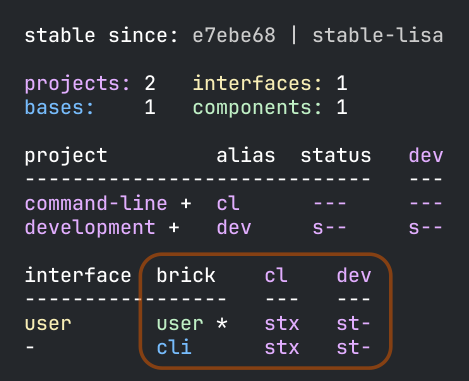 stable since: e7ebe68 | stable-lisa
projects: 2   interfaces: 1
bases:    1   components: 1
project         alias  status   dev
-----------------------------   ---
command-line +  cl      ---     ---
development +   dev     s--     s--
interface  brick    cl    dev
-----------------   ---   ---
user       user *   stx   st-
-          cli      stx   st-